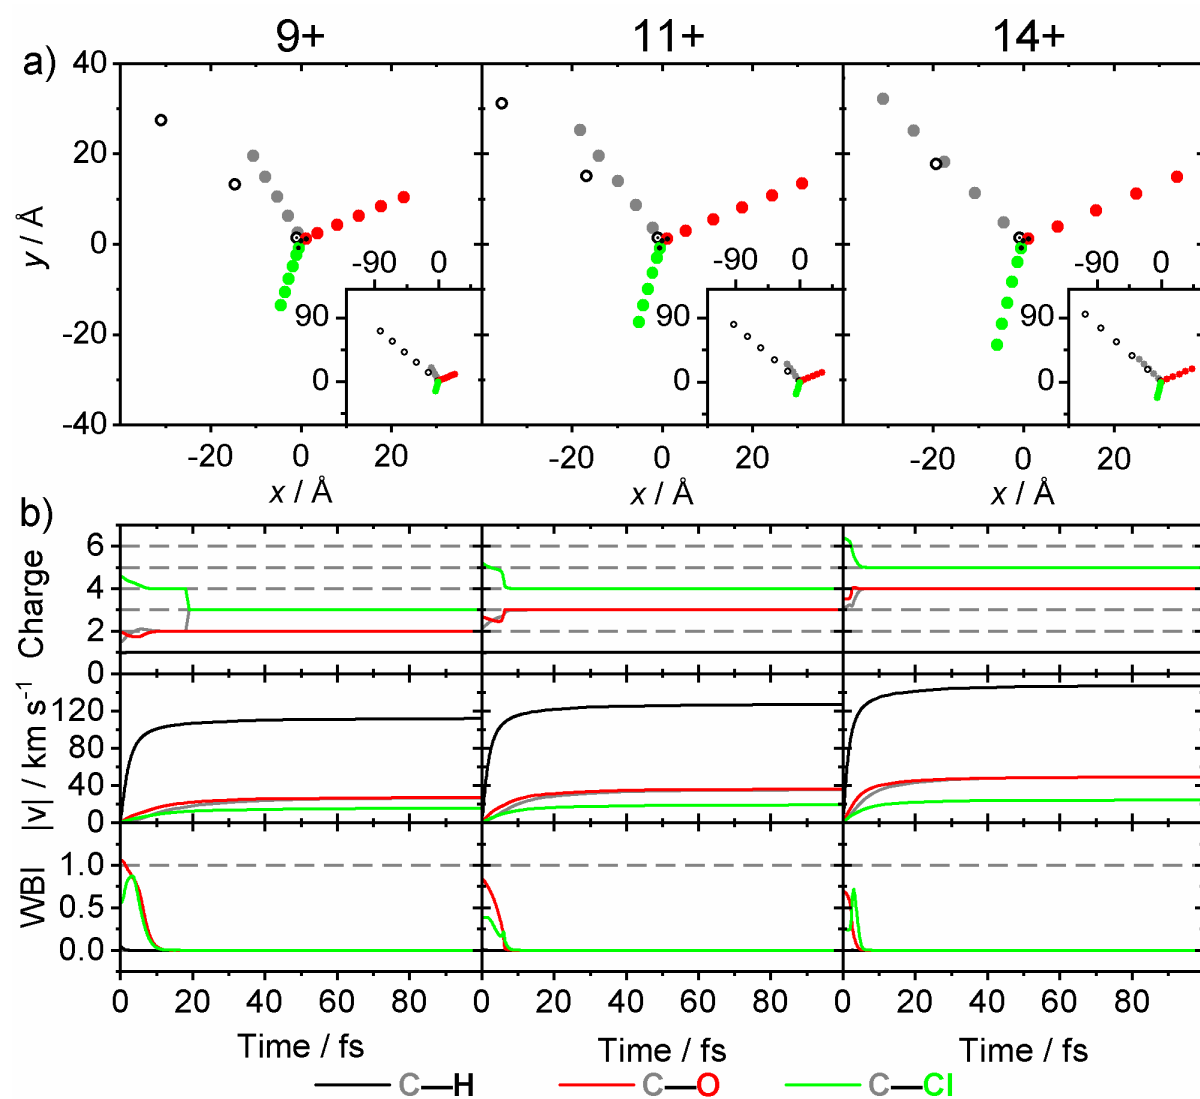 9+ 11+ 14+
a)
40
20
0
-20
-40
y / Å
-90 0
90
0
-90 0
90
0
-90 0
90
0
-20 0 20 -20 0 20 -20 0 20
x / Å x / Å x / Å
b)
6
4
2
0
Charge
120
80
40
0
|v| / km s⁻¹
1.0
0.5
0.0
WBI
0 20 40 60 80 0 20 40 60 80 0 20 40 60 80
Time / fs Time / fs Time / fs
C—H C—O C—Cl